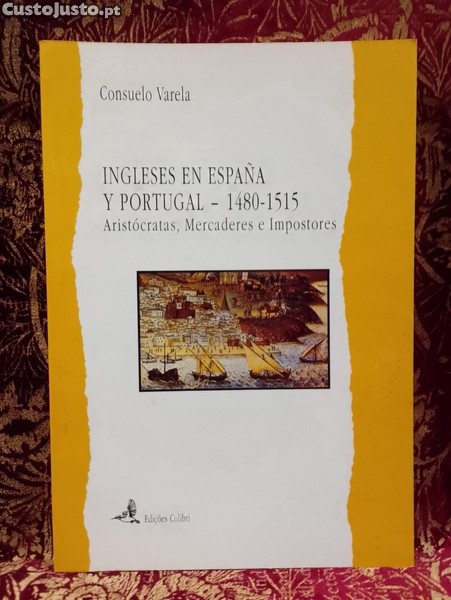 CustoJusto.pt
Consuelo Varela
INGLESES EN ESPAÑA
Y PORTUGAL – 1480-1515
Aristócratas, Mercaderes e Impostores
Edições Colibri